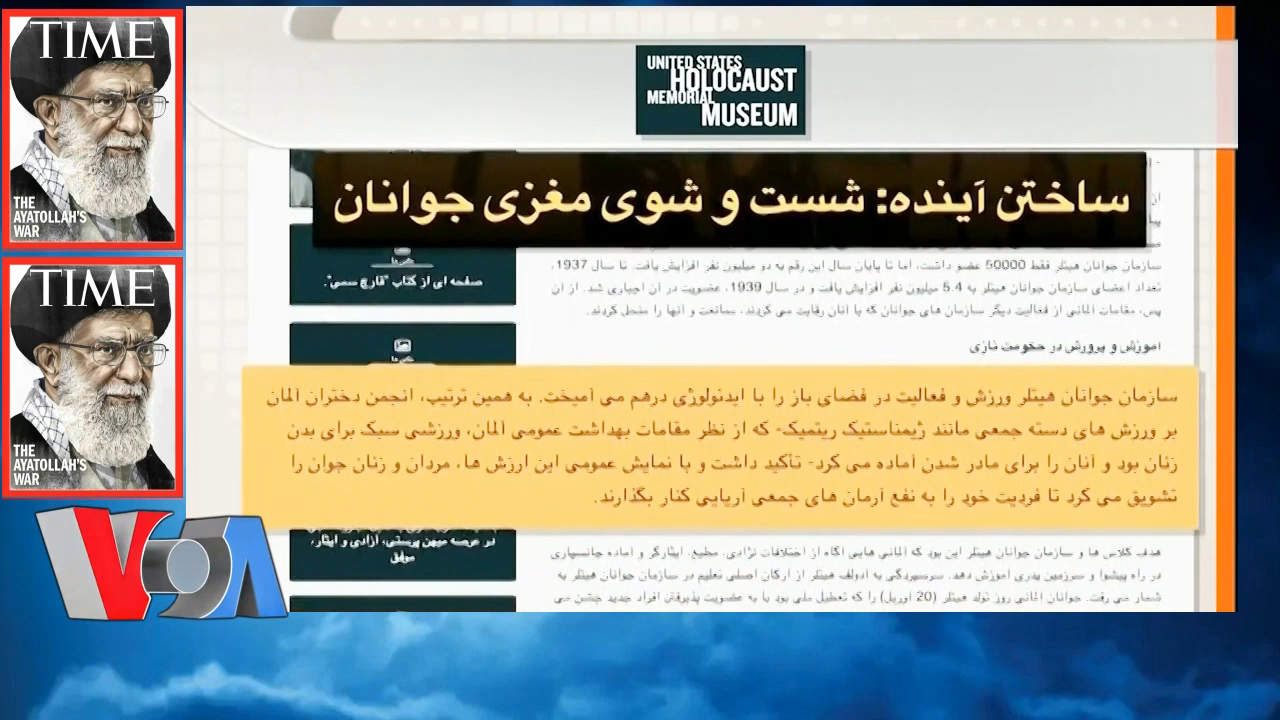 TIME
THE
AYATOLLAH'S
WAR
TIME
THE
AYATOLLAH'S
WAR
VOA
UNITED STATES
HOLOCAUST
MEMORIAL
MUSEUM
ساختن آینده: شست و شوی مغزی جوانان
سازمان جوانان هیتلر فقط 50000 عضو داشت، اما تا پایان سال این رقم به دو میلیون نفر افزایش یافت. تا سال 1937،
تعداد اعضای سازمان جوانان هیتلر به 5.4 میلیون نفر افزایش یافت و در سال 1939، عضویت در آن اجباری شد. از آن
پس، مقامات آلمانی از فعالیت دیگر سازمان های جوانان که با آنان رقابت می کردند، ممانعت و آنها را منحل کردند.
آموزش و پرورش در حکومت نازی
سازمان جوانان هیتلر ورزش و فعالیت در فضای باز را با ایدئولوژی درهم می آمیخت. به همین ترتیب، انجمن دختران آلمان
بر ورزش های دسته جمعی مانند ژیمناستیک ریتمیک- که از نظر مقامات بهداشت عمومی آلمان، ورزشی سبک برای بدن
زنان بود و آنان را برای مادر شدن آماده می کرد- تأکید داشت و با نمایش عمومی این ارزش ها، مردان و زنان جوان را
تشویق می کرد تا فردیت خود را به نفع آرمان های جمعی آریایی کنار بگذارند.
هدف کلاس ها و سازمان جوانان هیتلر این بود که آلمانی هایی آگاه از اختلافات نژادی، مطیع، ایثارگر و آماده جانسپاری
در راه پیشوا و سرزمین پدری آموزش دهد. سرسپردگی به آدولف هیتلر از ارکان اصلی تعلیم در سازمان جوانان هیتلر به
شمار می رفت. جوانان آلمانی روز تولد هیتلر (20 آوریل) را که تعطیل ملی بود با به عضویت پذیرفتن افراد جدید جشن می
صفحه ای از کتاب "قارچ سمی".
در عرصه میهن پرستی، آزادی و ایثار،
موفق